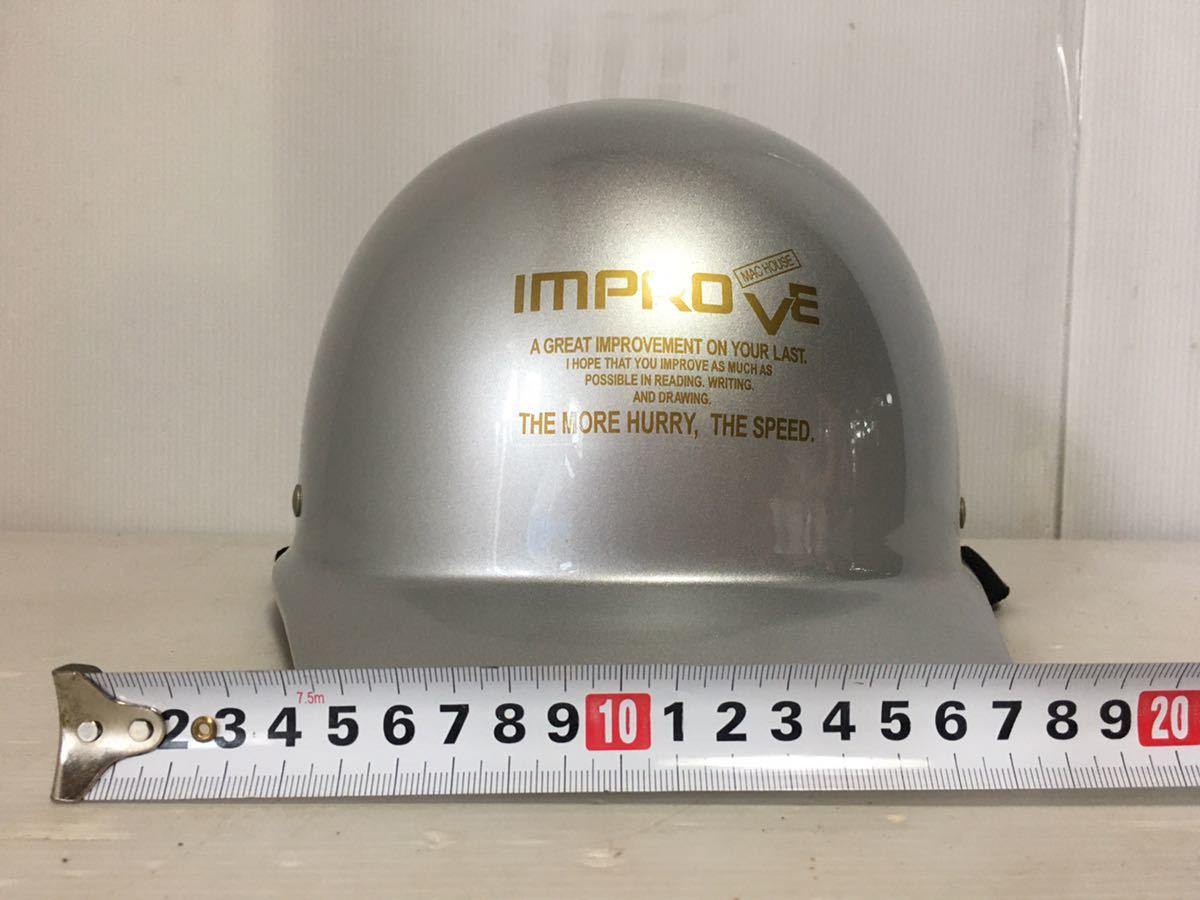 MAC HOUSE
IMPROVE
A GREAT IMPROVEMENT ON YOUR LAST.
I HOPE THAT YOU IMPROVE AS MUCH AS
POSSIBLE IN READING. WRITING.
AND DRAWING.
THE MORE HURRY, THE SPEED.
7.5m
2 3 4 5 6 7 8 9 10 1 2 3 4 5 6 7 8 9 20